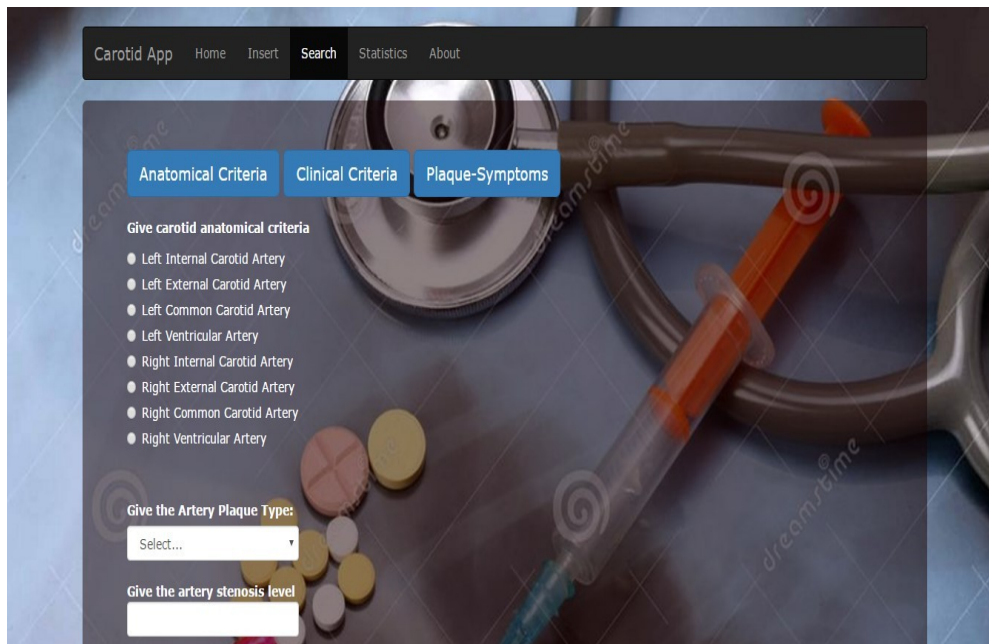 Carotid App Home Insert Search Statistics About
Anatomical Criteria Clinical Criteria Plaque-Symptoms
Give carotid anatomical criteria
Left Internal Carotid Artery
Left External Carotid Artery
Left Common Carotid Artery
Left Ventricular Artery
Right Internal Carotid Artery
Right External Carotid Artery
Right Common Carotid Artery
Right Ventricular Artery
Give the Artery Plaque Type:
Select...
Give the artery stenosis level
dreamstime
dreamstime
dreamstime